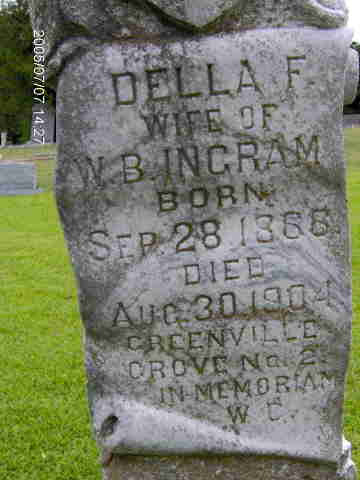 2005/07/07 14:27
DELLA F.
WIFE OF
W.B. INGRAM
BORN
SEP. 28 1866
DIED
AUG. 30. 1904
GREENVILLE
GROVE NO. 2.
IN MEMORIAM
W C.